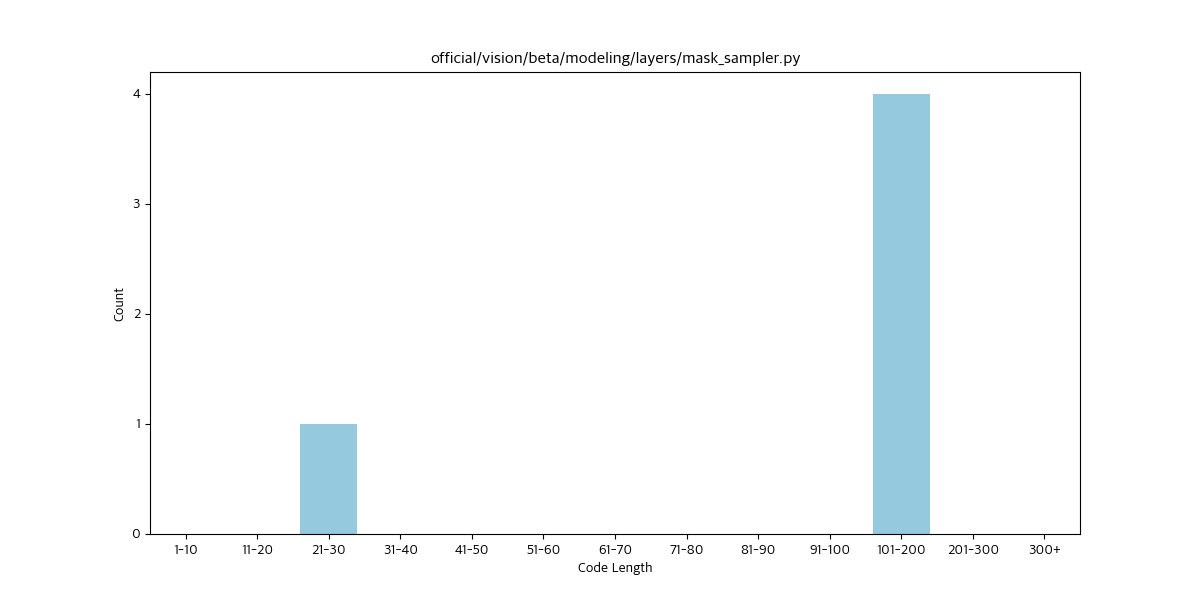 official/vision/beta/modeling/layers/mask_sampler.py
4
3
2
1
0
Count
1-10 11-20 21-30 31-40 41-50 51-60 61-70 71-80 81-90 91-100 101-200 201-300 300+
Code Length